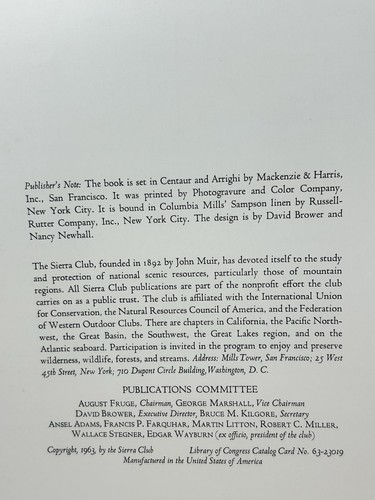 Publisher's Note: The book is set in Centaur and Arrighi by Mackenzie & Harris,
Inc., San Francisco. It was printed by Photogravure and Color Company,
New York City. It is bound in Columbia Mills' Sampson linen by Russell-
Rutter Company, Inc., New York City. The design is by David Brower and
Nancy Newhall.
The Sierra Club, founded in 1892 by John Muir, has devoted itself to the study
and protection of national scenic resources, particularly those of mountain
regions. All Sierra Club publications are part of the nonprofit effort the club
carries on as a public trust. The club is affiliated with the International Union
for Conservation, the Natural Resources Council of America, and the Federation
of Western Outdoor Clubs. There are chapters in California, the Pacific North-
west, the Great Basin, the Southwest, the Great Lakes region, and on the
Atlantic seaboard. Participation is invited in the program to enjoy and preserve
wilderness, wildlife, forests, and streams. Address: Mills Tower, San Francisco; 25 West
45th Street, New York; 710 Dupont Circle Building, Washington, D. C.
PUBLICATIONS COMMITTEE
AUGUST FRUGE, Chairman, GEORGE MARSHALL, Vice Chairman
DAVID BROWER, Executive Director, BRUCE M. KILGORE, Secretary
ANSEL ADAMS, FRANCIS P. FARQUHAR, MARTIN LITTON, ROBERT C. MILLER,
WALLACE STEGNER, EDGAR WAYBURN (ex officio, president of the club)
Copyright, 1963, by the Sierra Club Library of Congress Catalog Card No. 63-23019
Manufactured in the United States of America